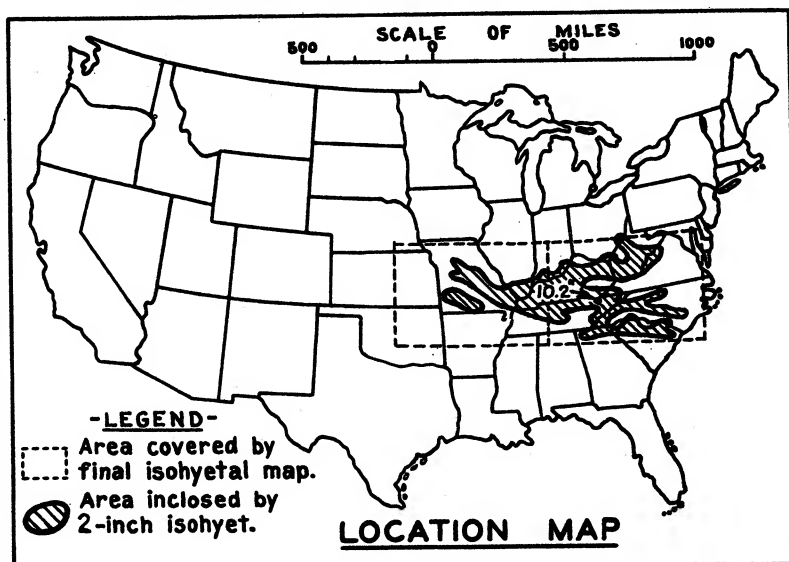 SCALE OF MILES
500 0 500 1000
10.2
-LEGEND-
Area covered by
final isohyetal map.
Area inclosed by
2-inch isohyet.
LOCATION MAP